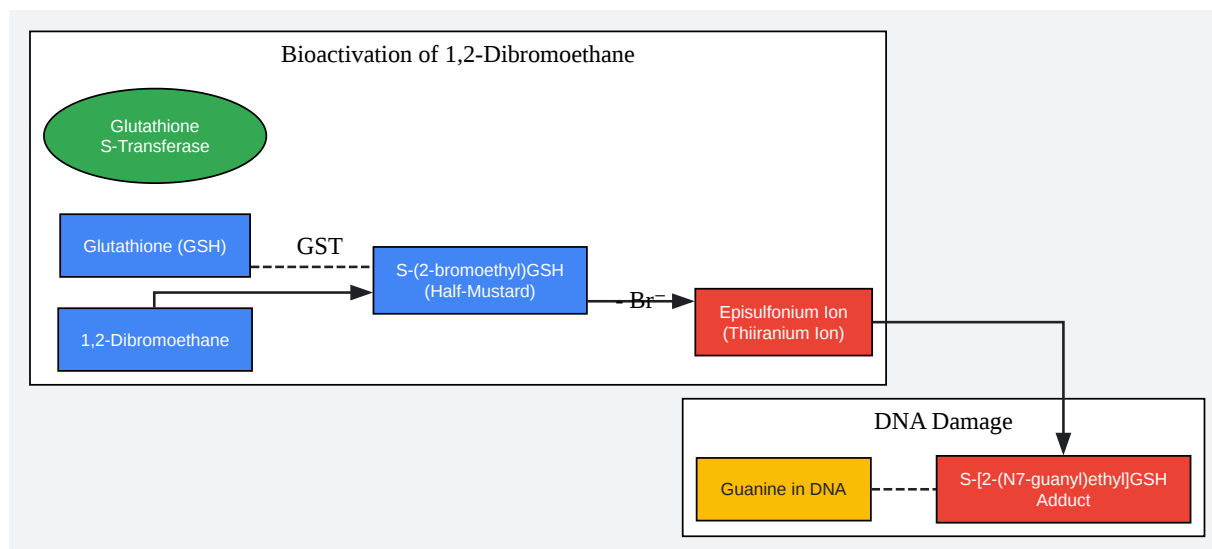 Bioactivation of 1,2-Dibromoethane
Glutathione
S-Transferase
Glutathione (GSH)
GST
S-(2-bromoethyl)GSH
(Half-Mustard)
- Br⁻
Episulfonium Ion
(Thiiranium Ion)
1,2-Dibromoethane
DNA Damage
Guanine in DNA
S-[2-(N7-guanyl)ethyl]GSH
Adduct